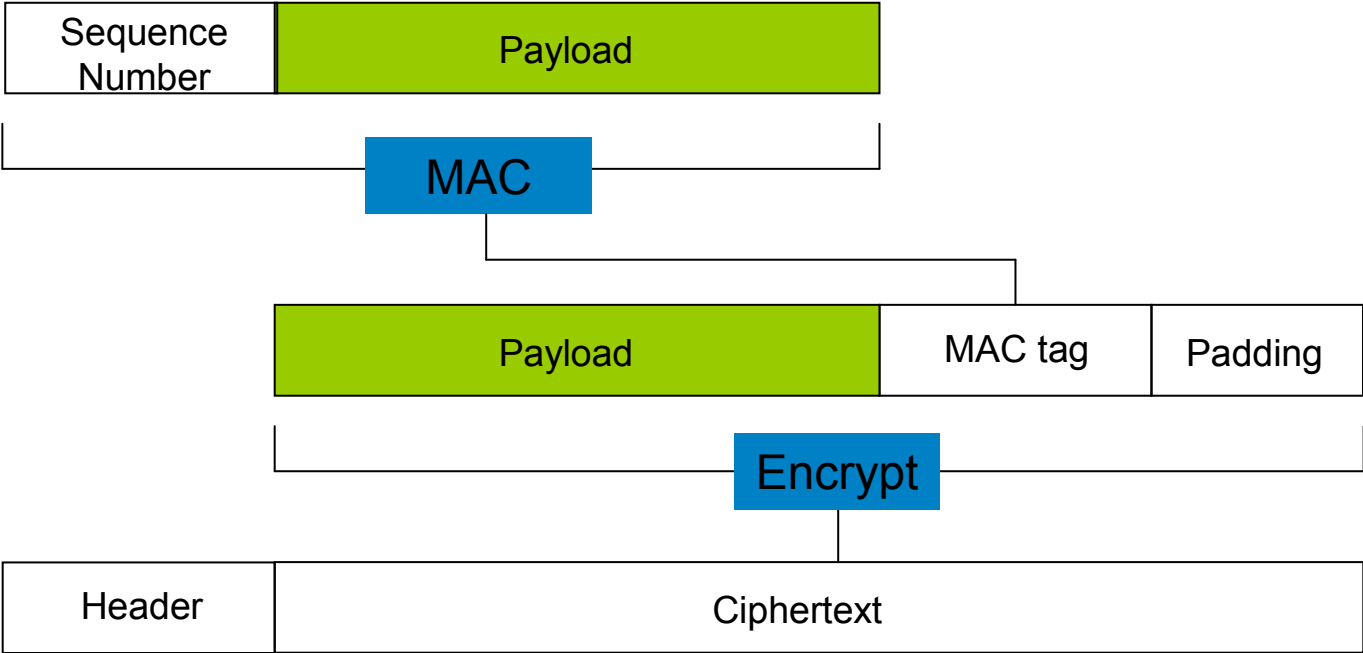 Sequence
Number
Payload
MAC
Payload
MAC tag
Padding
Encrypt
Header
Ciphertext